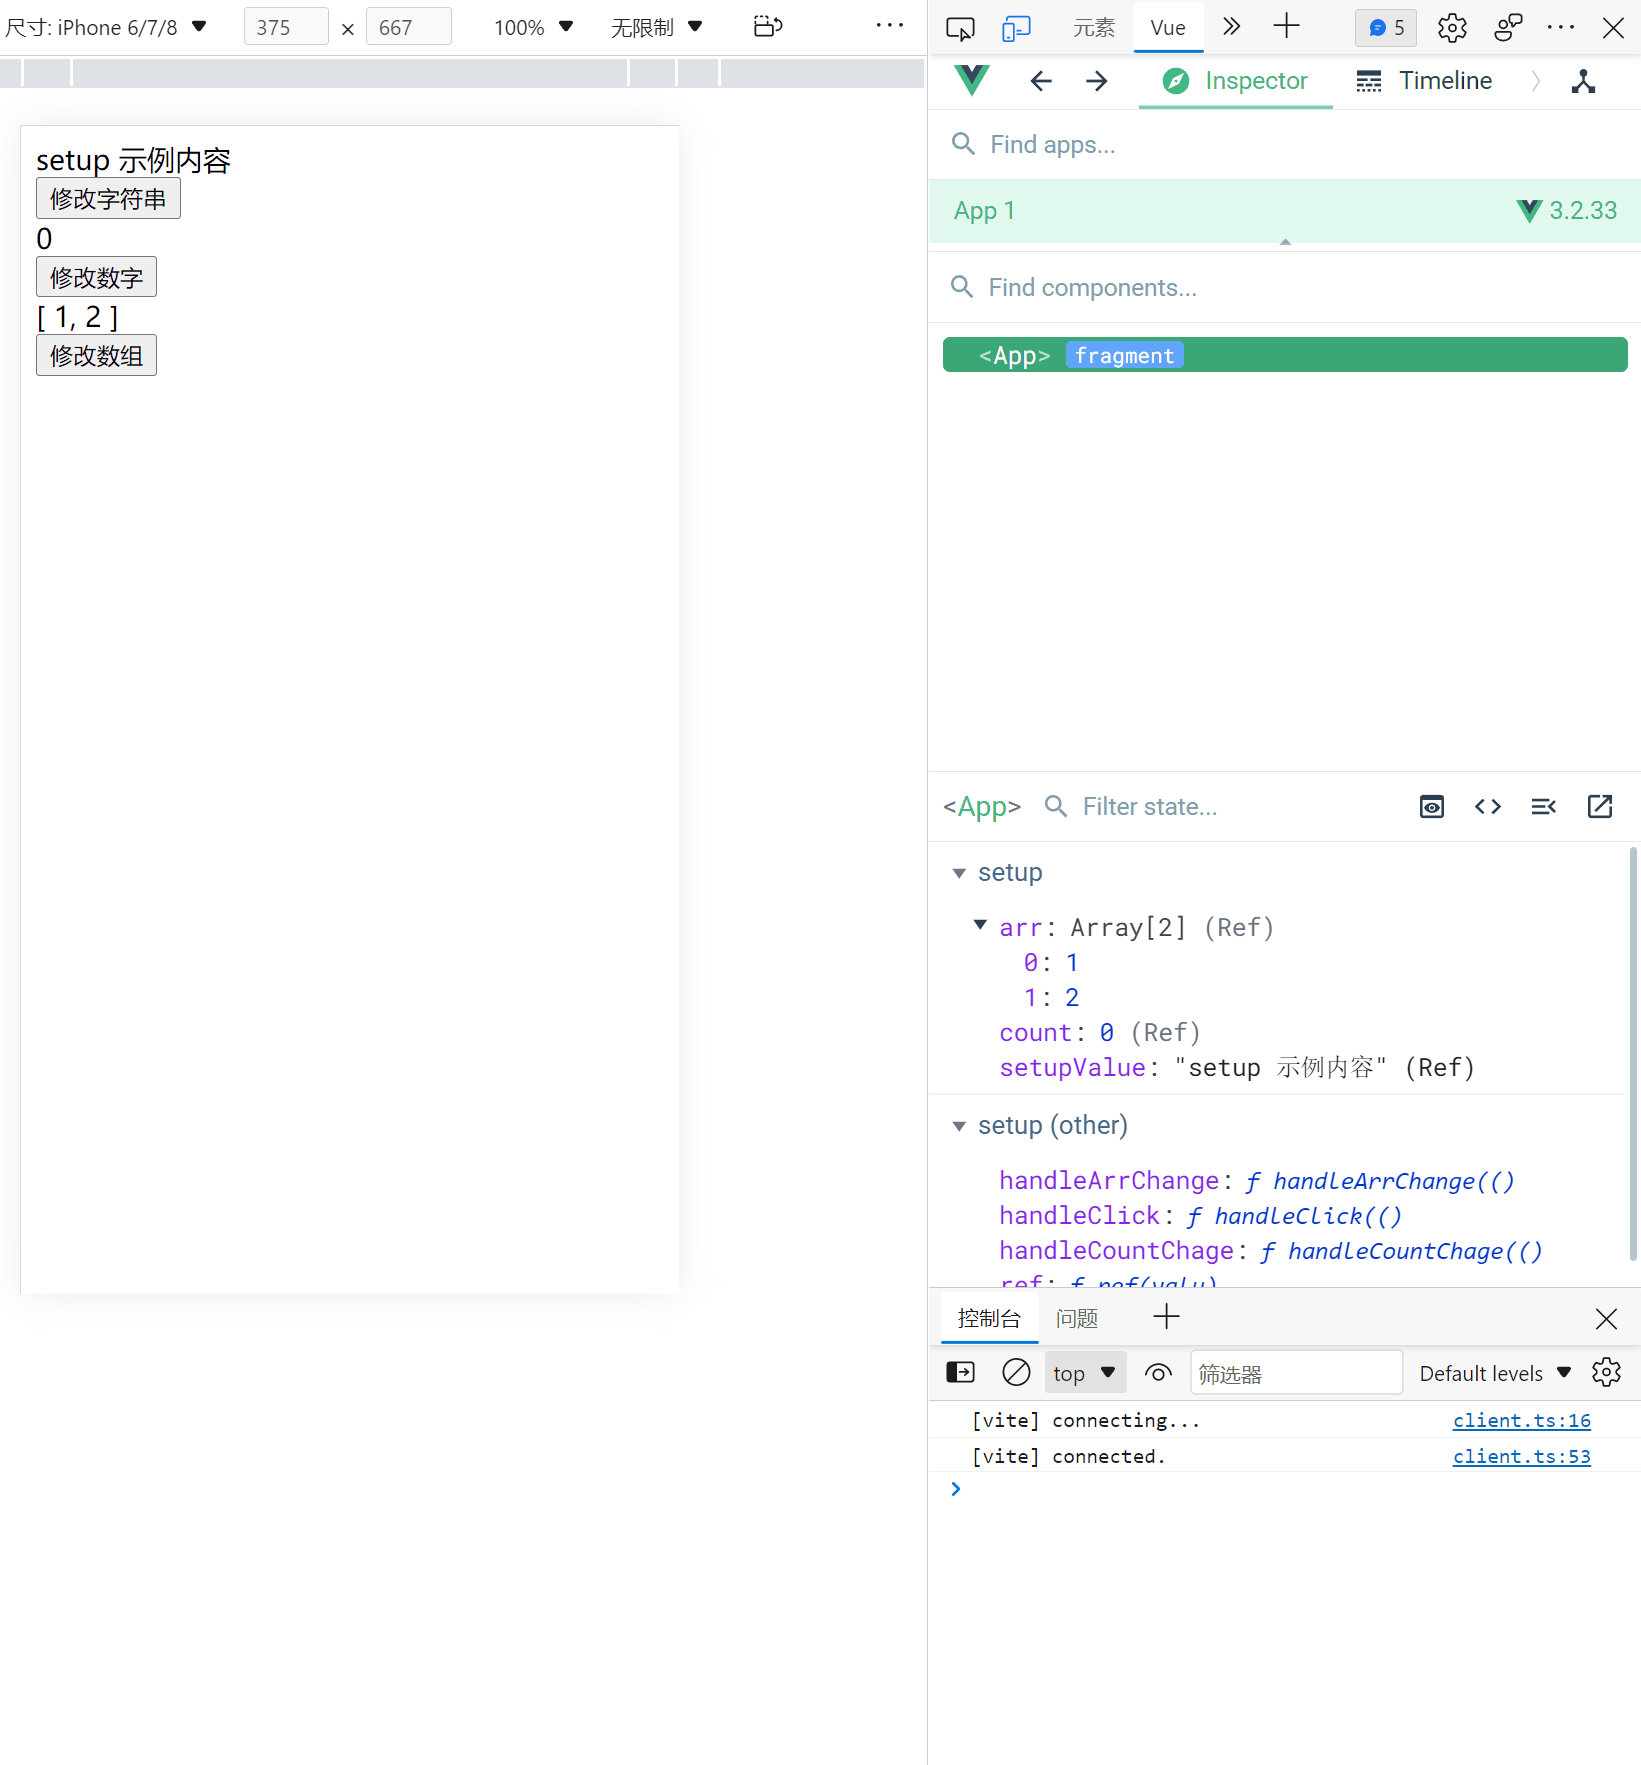 尺寸: iPhone 6/7/8 375 × 667 100% 无限制 ···
setup 示例内容
修改字符串
0
修改数字
[ 1, 2 ]
修改数组
元素 Vue 5
Inspector Timeline
Find apps...
App 1 3.2.33
Find components...
<App> fragment
<App> Filter state...
setup
arr: Array[2] (Ref)
0: 1
1: 2
count: 0 (Ref)
setupValue: "setup 示例内容" (Ref)
setup (other)
handleArrChange: ƒ handleArrChange(()
handleClick: ƒ handleClick(()
handleCountChage: ƒ handleCountChage(()
ref: ƒ ref(valu)
控制台 问题
top 筛选器 Default levels
[vite] connecting... client.ts:16
[vite] connected. client.ts:53